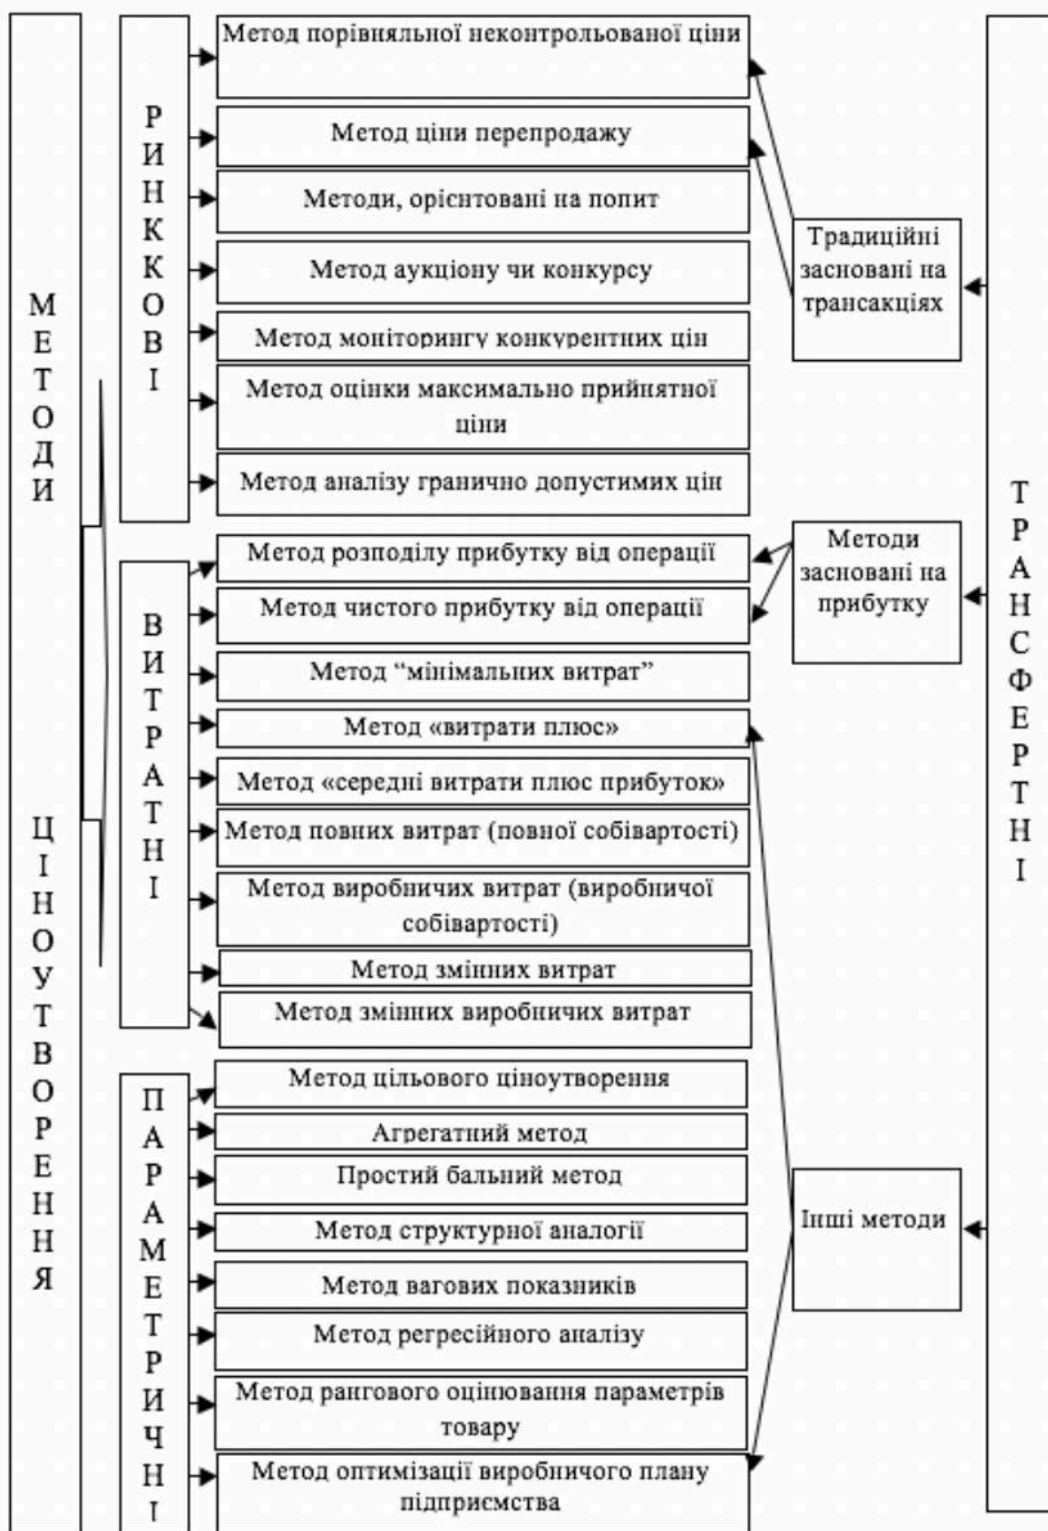 МЕТОДИ ЦІНОУТВОРЕННЯ
РИНККОВІ
Метод порівняльної неконтрольованої ціни
Метод ціни перепродажу
Методи, орієнтовані на попит
Метод аукціону чи конкурсу
Метод моніторингу конкурентних цін
Метод оцінки максимально прийнятної
ціни
Метод аналізу гранично допустимих цін
ВИТРАТНІ
Метод розподілу прибутку від операції
Метод чистого прибутку від операції
Метод “мінімальних витрат”
Метод «витрати плюс»
Метод «середні витрати плюс прибуток»
Метод повних витрат (повної собівартості)
Метод виробничих витрат (виробничої
собівартості)
Метод змінних витрат
Метод змінних виробничих витрат
ПАРАМЕТРИЧНІ
Метод цільового ціноутворення
Агрегатний метод
Простий бальний метод
Метод структурної аналогії
Метод вагових показників
Метод регресійного аналізу
Метод рангового оцінювання параметрів
товару
Метод оптимізації виробничого плану
підприємства
Традиційні
засновані на
трансакціях
Методи
засновані на
прибутку
Інші методи
ТРАНСФЕРТНІ